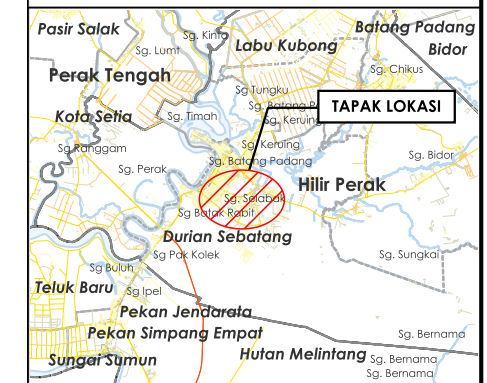 Pasir Salak
Sg. Kinta
Batang Padang
Labu Kubong
Bidor
Sg. Lumt
Perak Tengah
Sg. Chikus
Sg Tungku
Sg. Batang P
TAPAK LOKASI
Kota Setia
Sg. Timah
Sg. Keruing
Sg. Keruing
Sg Ranggam
Sg. Batang Padang
Sg. Bidor
Sg. Perak
Hilir Perak
Sg. Selabak
Sg Batak Rabit
Durian Sebatang
Sg Pak Kolek
Sg. Sungkai
Sg Buluh
Teluk Baru
Sg Ipel
Pekan Jendarata
Pekan Simpang Empat
Sg. Bernama
Hutan Melintang
Sungai Sumun
Sg. Bernama
Sg. Bernama